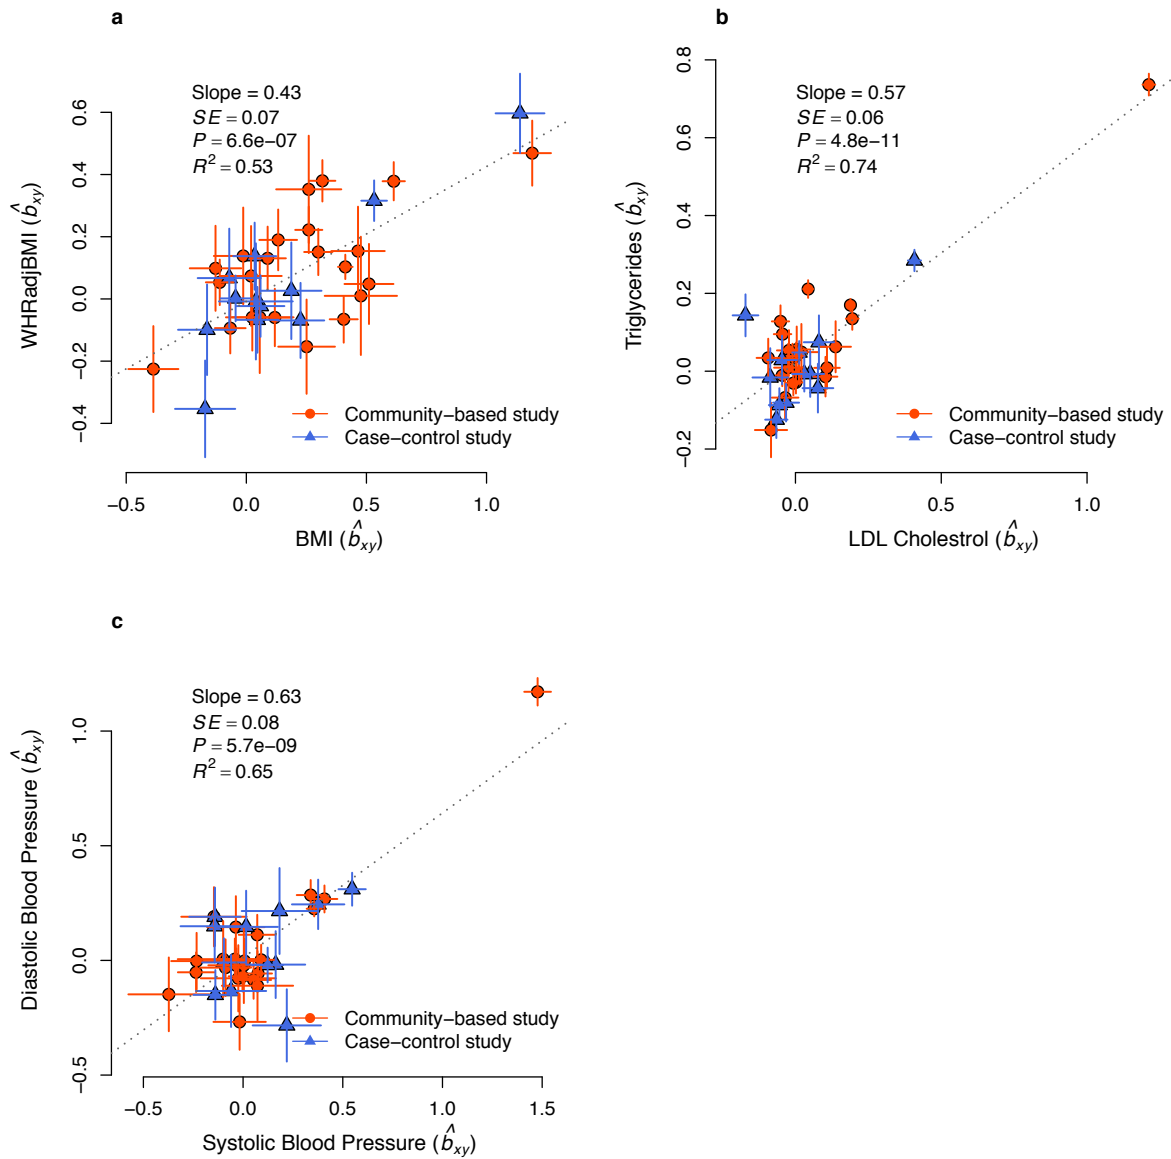 a
Slope = 0.43
SE = 0.07
P = 6.6e−07
R² = 0.53
0.6
0.4
0.2
0.0
−0.2
−0.4
WHRadjBMI (b̂xy)
Community−based study
Case−control study
−0.5
0.0
0.5
1.0
BMI (b̂xy)
b
Slope = 0.57
SE = 0.06
P = 4.8e−11
R² = 0.74
0.8
0.6
0.4
0.2
0.0
−0.2
Triglycerides (b̂xy)
Community−based study
Case−control study
0.0
0.5
1.0
LDL Cholestrol (b̂xy)
c
Slope = 0.63
SE = 0.08
P = 5.7e−09
R² = 0.65
1.0
0.5
0.0
−0.5
Diastolic Blood Pressure (b̂xy)
Community−based study
Case−control study
−0.5
0.0
0.5
1.0
1.5
Systolic Blood Pressure (b̂xy)